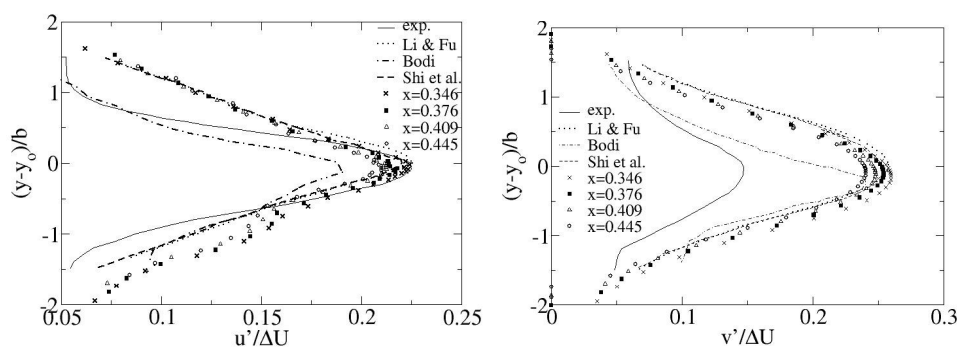 2
1
0
-1
-2
(y-y_o)/b
0.05
0.1
0.15
0.2
0.25
u'/ΔU
exp.
Li & Fu
Bodi
Shi et al.
x=0.346
x=0.376
x=0.409
x=0.445
2
1
0
-1
-2
(y-y_o)/b
0
0.1
0.2
0.3
v'/ΔU
exp.
Li & Fu
Bodi
Shi et al.
x=0.346
x=0.376
x=0.409
x=0.445